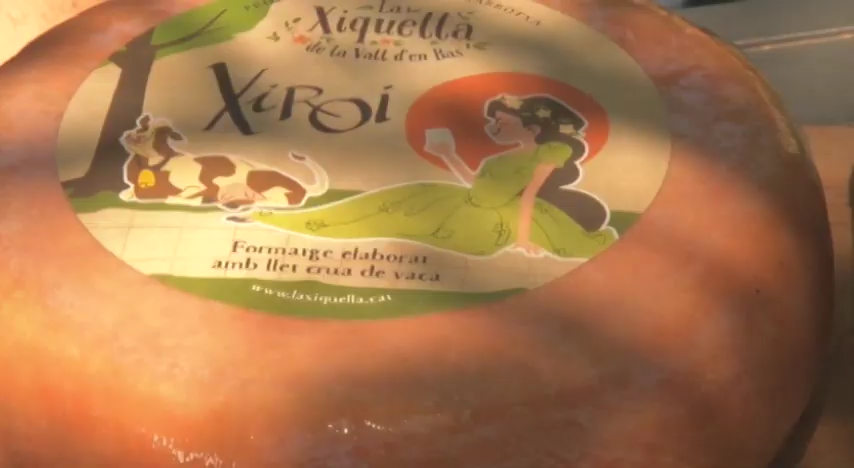 La
Xiquella
de la Vall d'en Bas
XiROi
Formatge elaborat
amb llet crua de vaca
www.laxiquella.cat